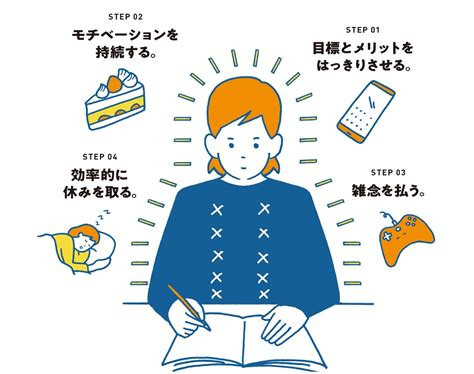 STEP 01
目標とメリットを
はっきりさせる。
STEP 02
モチベーションを
持続する。
STEP 03
雑念を払う。
STEP 04
効率的に
休みを取る。